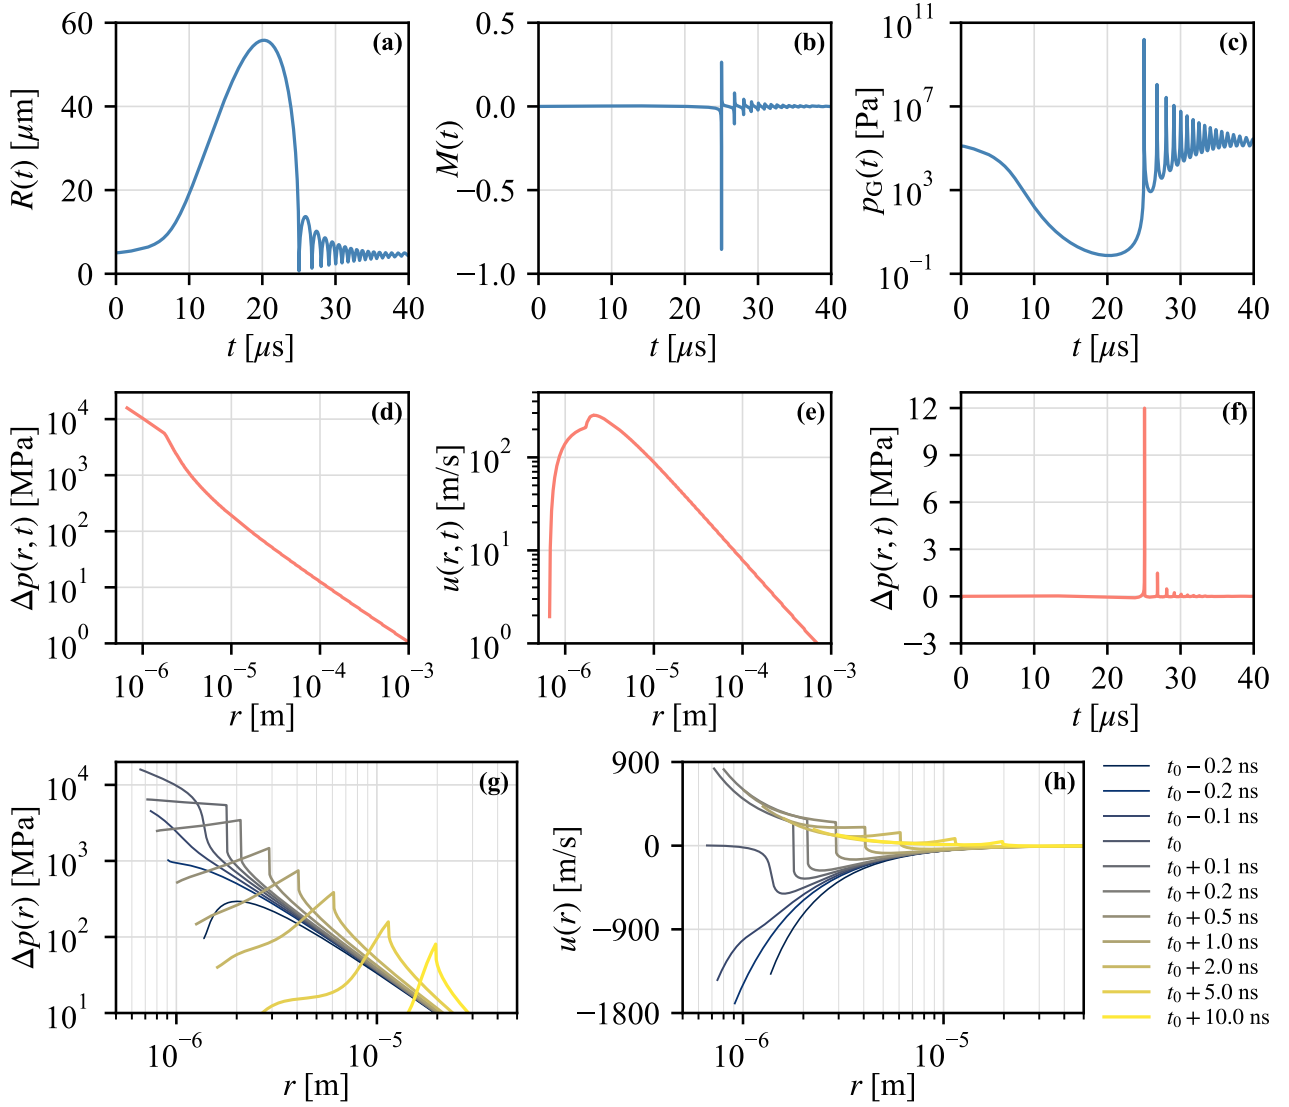 (a)
R(t) [μm]
60
40
20
0
0 10 20 30 40
t [μs]
(b)
M(t)
0.5
0.0
−0.5
−1.0
0 10 20 30 40
t [μs]
(c)
p_G(t) [Pa]
10^11
10^7
10^3
10^−1
0 10 20 30 40
t [μs]
(d)
Δp(r, t) [MPa]
10^4
10^3
10^2
10^1
10^0
10^−6 10^−5 10^−4 10^−3
r [m]
(e)
u(r, t) [m/s]
10^2
10^1
10^0
10^−6 10^−5 10^−4 10^−3
r [m]
(f)
Δp(r, t) [MPa]
12
9
6
3
0
−3
0 10 20 30 40
t [μs]
(g)
Δp(r) [MPa]
10^4
10^3
10^2
10^1
10^−6 10^−5
r [m]
(h)
u(r) [m/s]
900
0
−900
−1800
10^−6 10^−5
r [m]
t_0 − 0.2 ns
t_0 − 0.2 ns
t_0 − 0.1 ns
t_0
t_0 + 0.1 ns
t_0 + 0.2 ns
t_0 + 0.5 ns
t_0 + 1.0 ns
t_0 + 2.0 ns
t_0 + 5.0 ns
t_0 + 10.0 ns